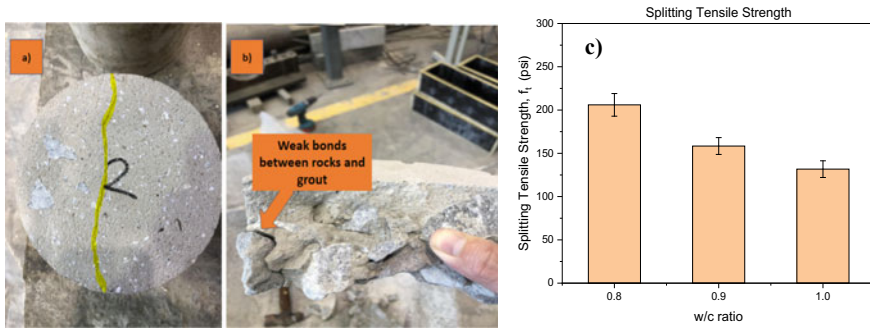 a)
2
b)
Weak bonds
between rocks and
grout
Splitting Tensile Strength
c)
Splitting Tensile Strength, fₜ (psi)
300
250
200
150
100
50
0
0.8
0.9
1.0
w/c ratio